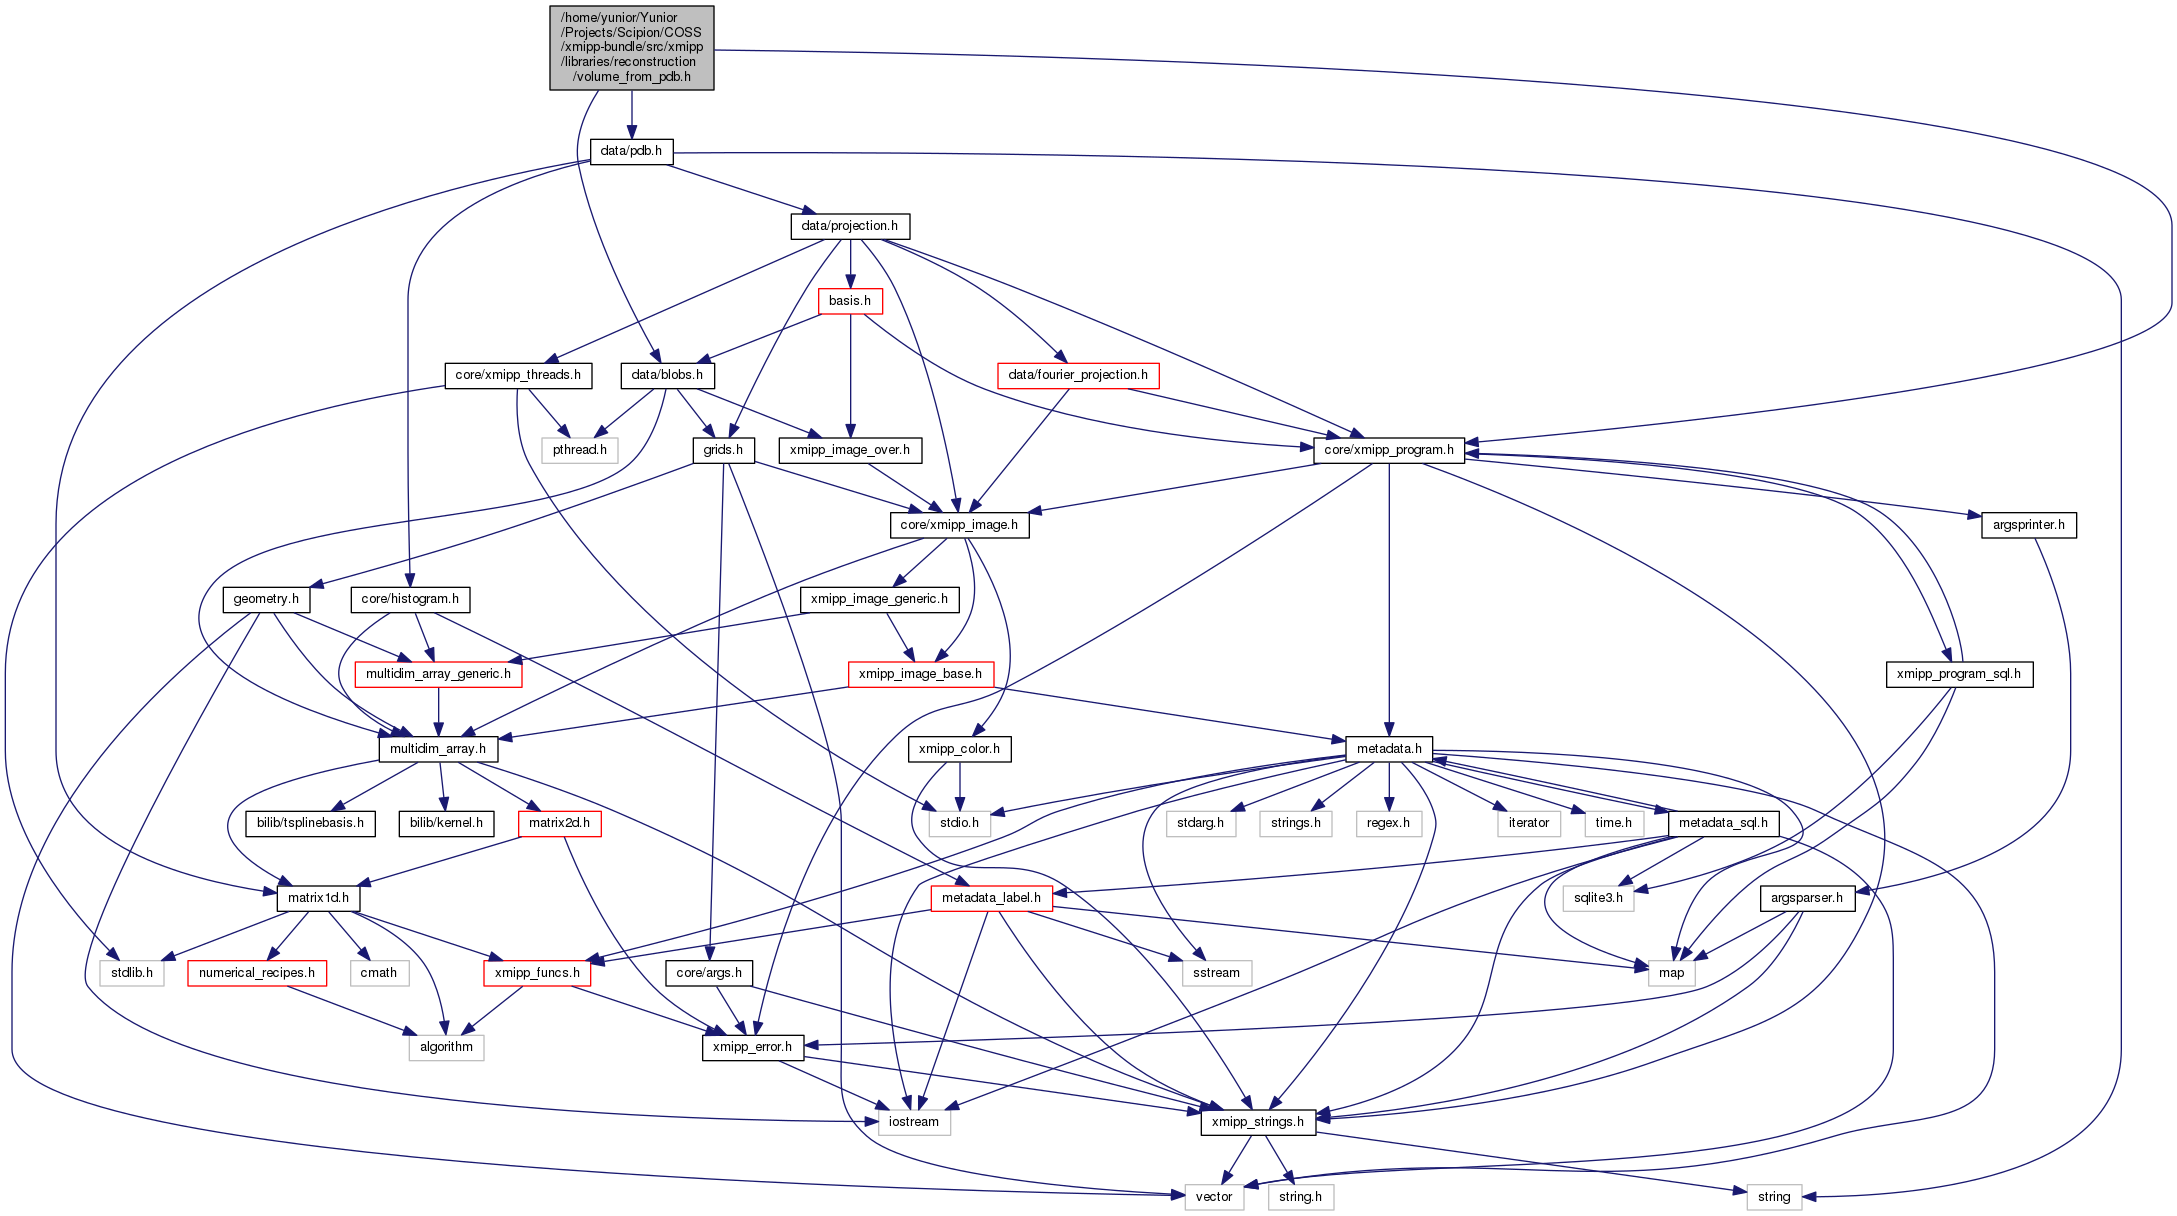 /home/yunior/Yunior
/Projects/Scipion/COSS
/xmipp-bundle/src/xmipp
/libraries/reconstruction
/volume_from_pdb.h
data/pdb.h
data/projection.h
basis.h
core/xmipp_threads.h
data/blobs.h
data/fourier_projection.h
pthread.h
grids.h
xmipp_image_over.h
core/xmipp_program.h
core/xmipp_image.h
argsprinter.h
geometry.h
core/histogram.h
xmipp_image_generic.h
multidim_array_generic.h
xmipp_image_base.h
xmipp_program_sql.h
multidim_array.h
xmipp_color.h
metadata.h
bilib/tsplinebasis.h
bilib/kernel.h
matrix2d.h
stdio.h
stdarg.h
strings.h
regex.h
iterator
time.h
metadata_sql.h
matrix1d.h
metadata_label.h
sqlite3.h
argsparser.h
stdlib.h
numerical_recipes.h
cmath
xmipp_funcs.h
core/args.h
sstream
map
algorithm
xmipp_error.h
iostream
xmipp_strings.h
vector
string.h
string